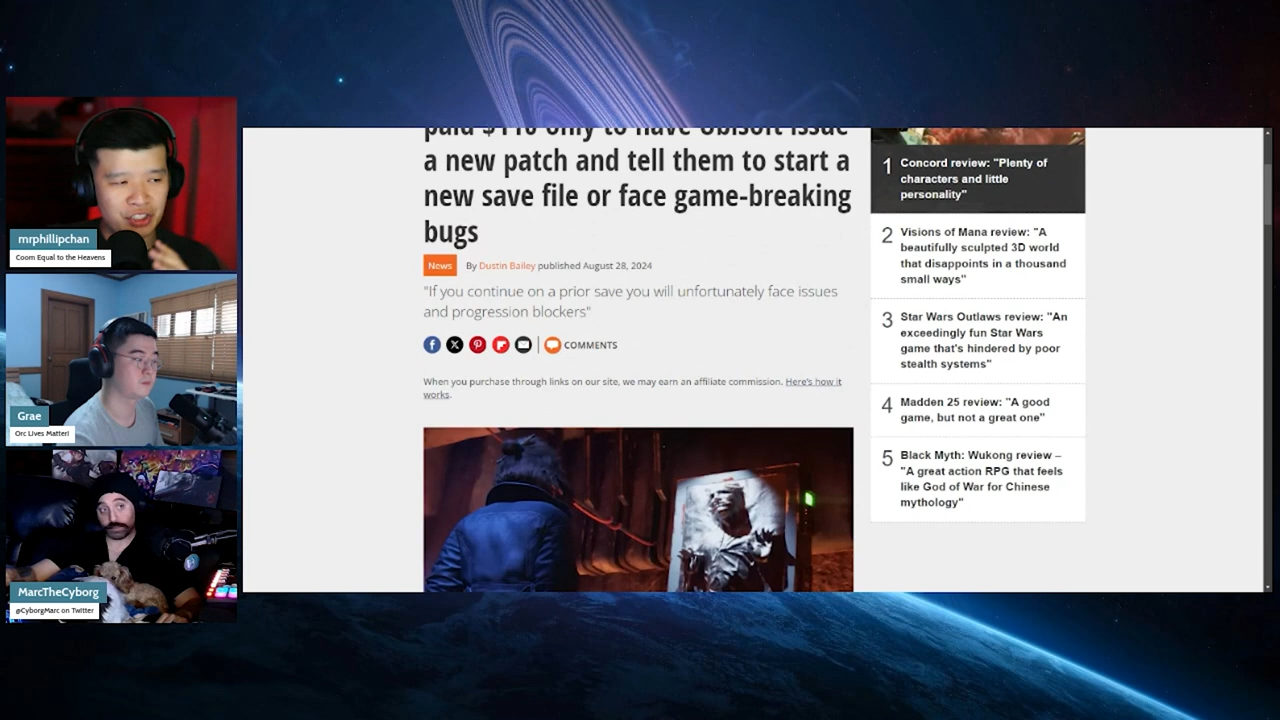 mrphillipchan
Coom Equal to the Heavens
Grae
Orc Lives Matter!
MarcTheCyborg
@CyborgMarc on Twitter
paid $110 only to have Ubisoft issue
a new patch and tell them to start a
new save file or face game-breaking
bugs
News
By Dustin Bailey published August 28, 2024
"If you continue on a prior save you will unfortunately face issues
and progression blockers"
COMMENTS
When you purchase through links on our site, we may earn an affiliate commission. Here's how it
works.
1 Concord review: "Plenty of
characters and little
personality"
2 Visions of Mana review: "A
beautifully sculpted 3D world
that disappoints in a thousand
small ways"
3 Star Wars Outlaws review: "An
exceedingly fun Star Wars
game that's hindered by poor
stealth systems"
4 Madden 25 review: "A good
game, but not a great one"
5 Black Myth: Wukong review –
"A great action RPG that feels
like God of War for Chinese
mythology"